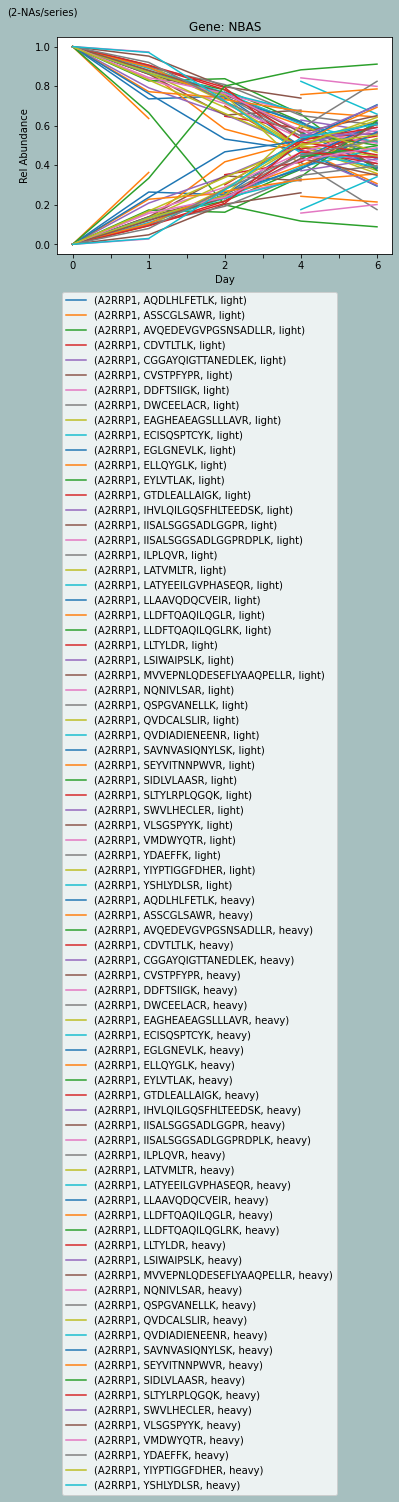 (2-NAs/series)
Gene: NBAS
1.0
0.8
0.6
0.4
0.2
0.0
Rel Abundance
0 1 2 4 6
Day
(A2RRP1, AQDLHLFETLK, light)
(A2RRP1, ASSCGLSAWR, light)
(A2RRP1, AVQEDEVGVPGSNSADLLR, light)
(A2RRP1, CDVTLTLK, light)
(A2RRP1, CGGAYQIGTTANEDLEK, light)
(A2RRP1, CVSTPFYPR, light)
(A2RRP1, DDFTSIIGK, light)
(A2RRP1, DWCEELACR, light)
(A2RRP1, EAGHEAEAGSLLLAVR, light)
(A2RRP1, ECISQSPTCYK, light)
(A2RRP1, EGLGNEVLK, light)
(A2RRP1, ELLQYGLK, light)
(A2RRP1, EYLVTLAK, light)
(A2RRP1, GTDLEALLAIGK, light)
(A2RRP1, IHVLQILGQSFHLTEEDSK, light)
(A2RRP1, IISALSGGSADLGGPR, light)
(A2RRP1, IISALSGGSADLGGPRDPLK, light)
(A2RRP1, ILPLQVR, light)
(A2RRP1, LATVMLTR, light)
(A2RRP1, LATYEEILGVPHASEQR, light)
(A2RRP1, LLAAVQDQCVEIR, light)
(A2RRP1, LLDFTQAQILQGLR, light)
(A2RRP1, LLDFTQAQILQGLRK, light)
(A2RRP1, LLTYLDR, light)
(A2RRP1, LSIWAIPSLK, light)
(A2RRP1, MVVEPNLQDESEFLYAAQPELLR, light)
(A2RRP1, NQNIVLSAR, light)
(A2RRP1, QSPGVANELLK, light)
(A2RRP1, QVDCALSLIR, light)
(A2RRP1, QVDIADIENEENR, light)
(A2RRP1, SAVNVASIQNYLSK, light)
(A2RRP1, SEYVITNNPWVR, light)
(A2RRP1, SIDLVLAASR, light)
(A2RRP1, SLTYLRPLQGQK, light)
(A2RRP1, SWVLHECLER, light)
(A2RRP1, VLSGSPYYK, light)
(A2RRP1, VMDWYQTR, light)
(A2RRP1, YDAEFFK, light)
(A2RRP1, YIYPTIGGFDHER, light)
(A2RRP1, YSHLYDLSR, light)
(A2RRP1, AQDLHLFETLK, heavy)
(A2RRP1, ASSCGLSAWR, heavy)
(A2RRP1, AVQEDEVGVPGSNSADLLR, heavy)
(A2RRP1, CDVTLTLK, heavy)
(A2RRP1, CGGAYQIGTTANEDLEK, heavy)
(A2RRP1, CVSTPFYPR, heavy)
(A2RRP1, DDFTSIIGK, heavy)
(A2RRP1, DWCEELACR, heavy)
(A2RRP1, EAGHEAEAGSLLLAVR, heavy)
(A2RRP1, ECISQSPTCYK, heavy)
(A2RRP1, EGLGNEVLK, heavy)
(A2RRP1, ELLQYGLK, heavy)
(A2RRP1, EYLVTLAK, heavy)
(A2RRP1, GTDLEALLAIGK, heavy)
(A2RRP1, IHVLQILGQSFHLTEEDSK, heavy)
(A2RRP1, IISALSGGSADLGGPR, heavy)
(A2RRP1, IISALSGGSADLGGPRDPLK, heavy)
(A2RRP1, ILPLQVR, heavy)
(A2RRP1, LATVMLTR, heavy)
(A2RRP1, LATYEEILGVPHASEQR, heavy)
(A2RRP1, LLAAVQDQCVEIR, heavy)
(A2RRP1, LLDFTQAQILQGLR, heavy)
(A2RRP1, LLDFTQAQILQGLRK, heavy)
(A2RRP1, LLTYLDR, heavy)
(A2RRP1, LSIWAIPSLK, heavy)
(A2RRP1, MVVEPNLQDESEFLYAAQPELLR, heavy)
(A2RRP1, NQNIVLSAR, heavy)
(A2RRP1, QSPGVANELLK, heavy)
(A2RRP1, QVDCALSLIR, heavy)
(A2RRP1, QVDIADIENEENR, heavy)
(A2RRP1, SAVNVASIQNYLSK, heavy)
(A2RRP1, SEYVITNNPWVR, heavy)
(A2RRP1, SIDLVLAASR, heavy)
(A2RRP1, SLTYLRPLQGQK, heavy)
(A2RRP1, SWVLHECLER, heavy)
(A2RRP1, VLSGSPYYK, heavy)
(A2RRP1, VMDWYQTR, heavy)
(A2RRP1, YDAEFFK, heavy)
(A2RRP1, YIYPTIGGFDHER, heavy)
(A2RRP1, YSHLYDLSR, heavy)